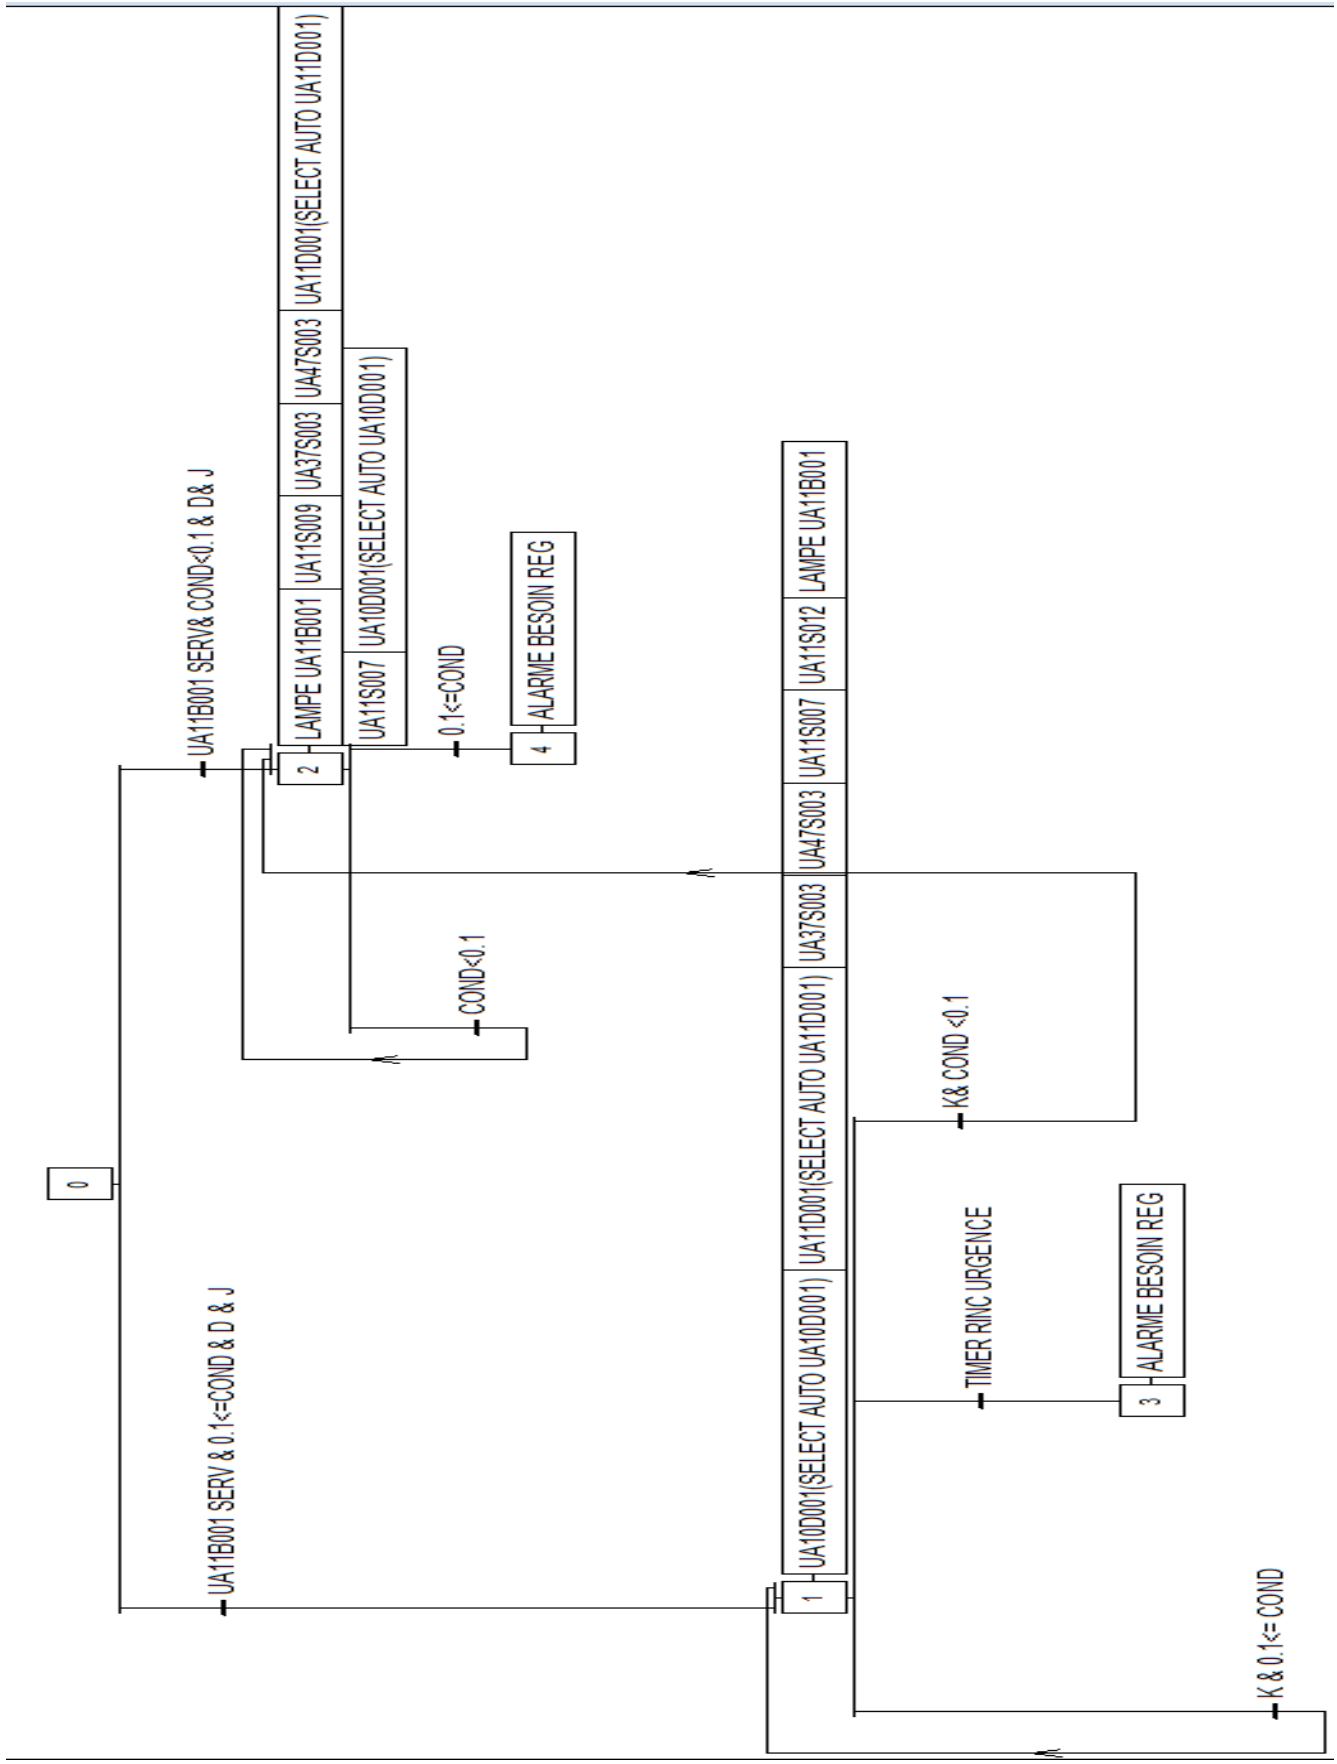 0
UA11B001 SERV & 0.1<=COND & D & J
UA11B001 SERV& COND<0.1 & D& J
2
LAMPE UA11B001
UA11S009
UA37S003
UA47S003
UA11D001(SELECT AUTO UA11D001)
UA11S007
UA10D001(SELECT AUTO UA10D001)
COND<0.1
0.1<=COND
4
ALARME BESOIN REG
1
UA10D001(SELECT AUTO UA10D001)
UA11D001(SELECT AUTO UA11D001)
UA37S003
UA47S003
UA11S007
UA11S012
LAMPE UA11B001
K & 0.1<= COND
TIMER RINC URGENCE
K& COND <0.1
3
ALARME BESOIN REG